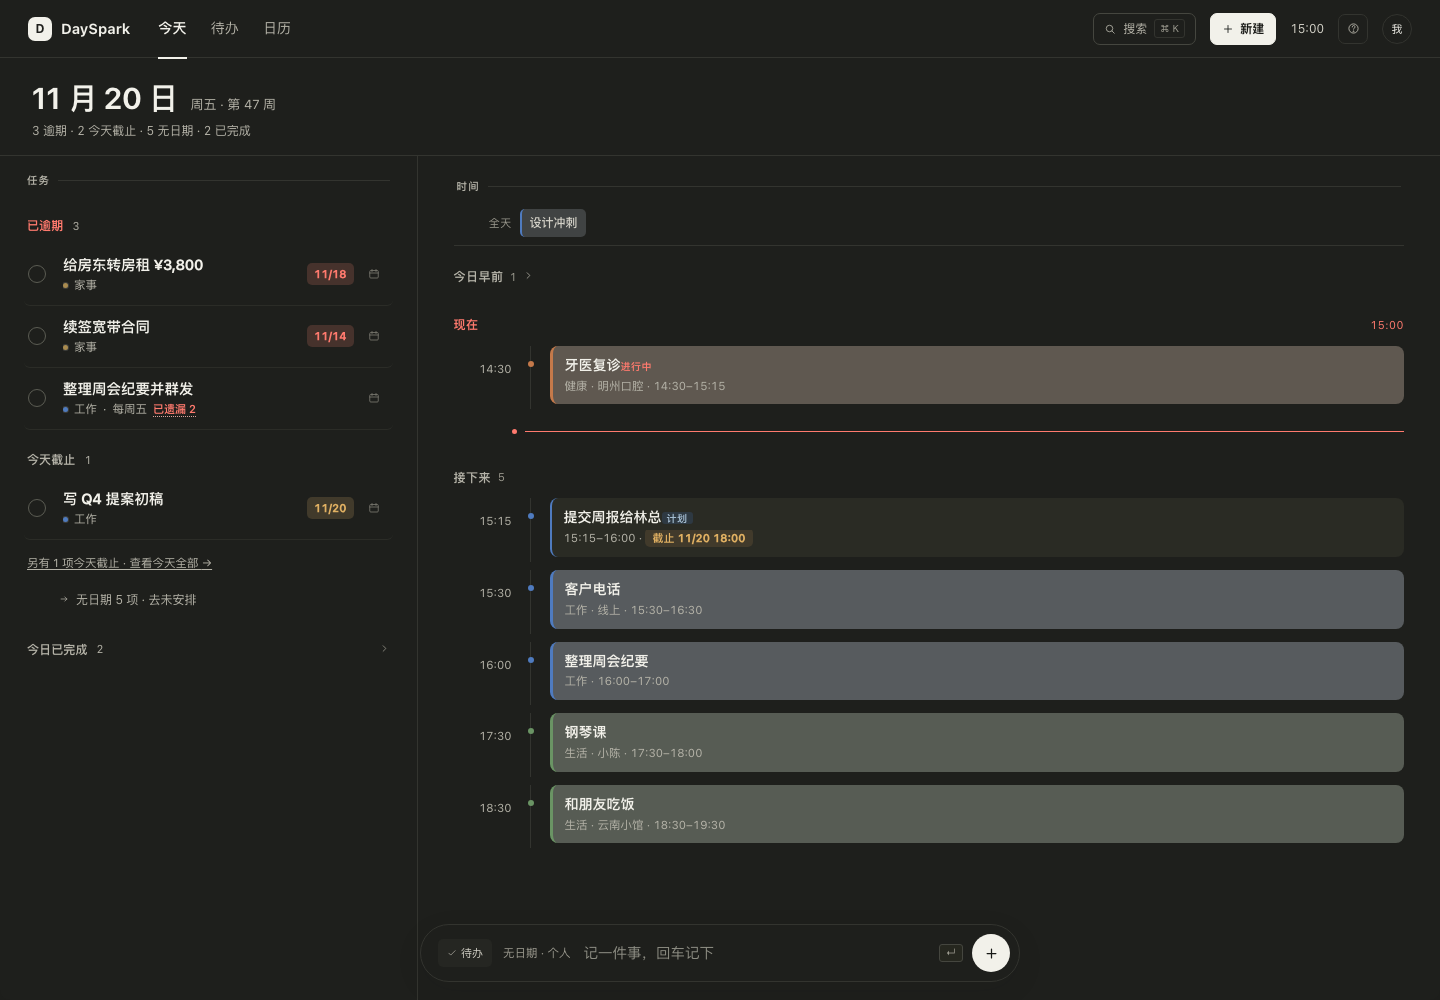 D DaySpark 今天 待办 日历 搜索 ⌘ K + 新建 15:00 我
11 月 20 日 周五 · 第 47 周
3 逾期 · 2 今天截止 · 5 无日期 · 2 已完成
任务
已逾期 3
给房东转房租 ¥3,800 11/18
家事
续签宽带合同 11/14
家事
整理周会纪要并群发
工作 · 每周五 已遗漏 2
今天截止 1
写 Q4 提案初稿 11/20
工作
另有 1 项今天截止 · 查看今天全部 →
→ 无日期 5 项 · 去未安排
今日已完成 2
时间
全天 设计冲刺
今日早前 1
现在 15:00
14:30 牙医复诊 进行中
健康 · 明州口腔 · 14:30–15:15
接下来 5
15:15 提交周报给林总 计划
15:15–16:00 · 截止 11/20 18:00
15:30 客户电话
工作 · 线上 · 15:30–16:30
16:00 整理周会纪要
工作 · 16:00–17:00
17:30 钢琴课
生活 · 小陈 · 17:30–18:00
18:30 和朋友吃饭
生活 · 云南小馆 · 18:30–19:30
待办 无日期 · 个人 记一件事，回车记下